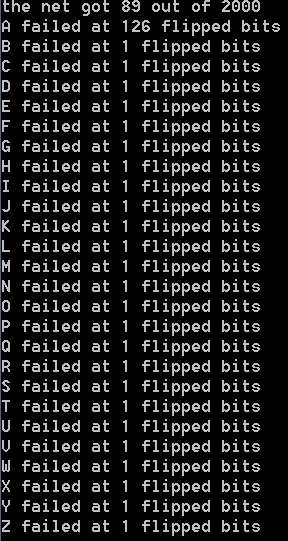 the net got 89 out of 2000
A failed at 126 flipped bits
B failed at 1 flipped bits
C failed at 1 flipped bits
D failed at 1 flipped bits
E failed at 1 flipped bits
F failed at 1 flipped bits
G failed at 1 flipped bits
H failed at 1 flipped bits
I failed at 1 flipped bits
J failed at 1 flipped bits
K failed at 1 flipped bits
L failed at 1 flipped bits
M failed at 1 flipped bits
N failed at 1 flipped bits
O failed at 1 flipped bits
P failed at 1 flipped bits
Q failed at 1 flipped bits
R failed at 1 flipped bits
S failed at 1 flipped bits
T failed at 1 flipped bits
U failed at 1 flipped bits
V failed at 1 flipped bits
W failed at 1 flipped bits
X failed at 1 flipped bits
Y failed at 1 flipped bits
Z failed at 1 flipped bits